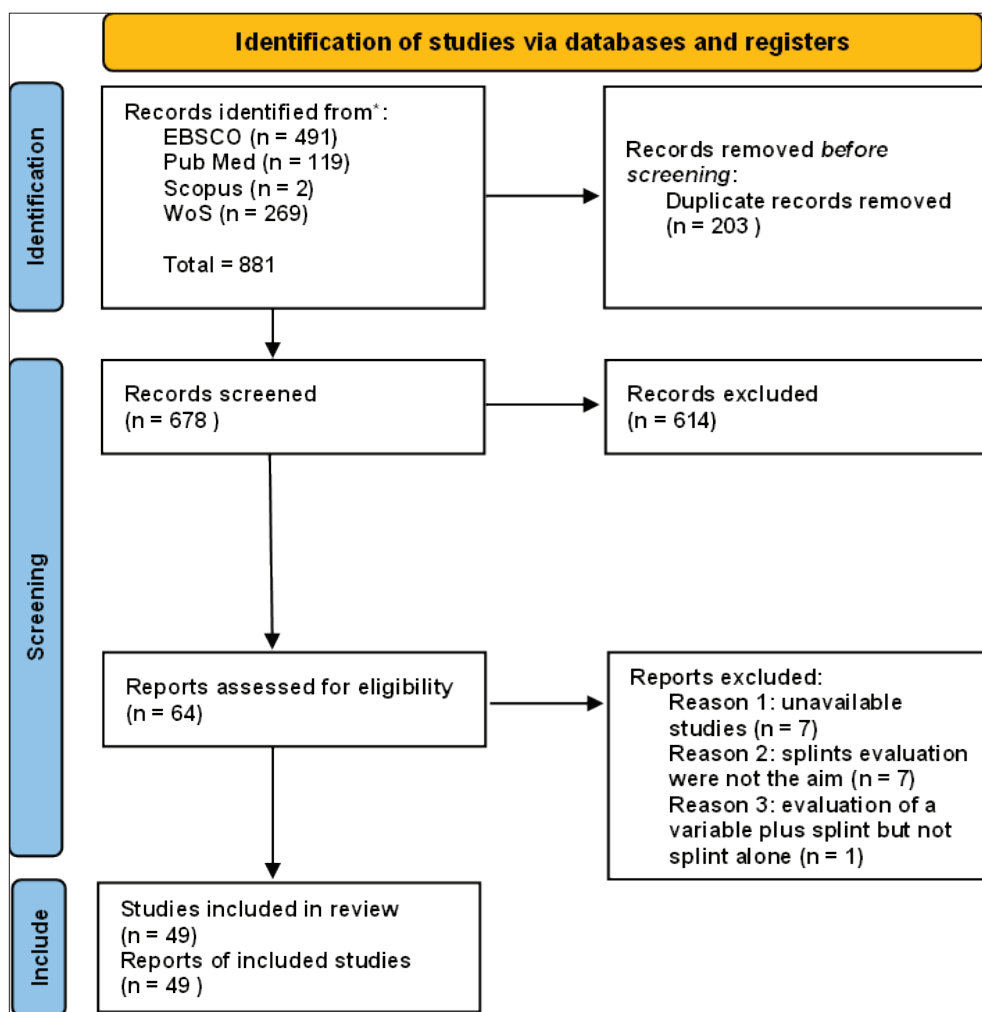 Identification of studies via databases and registers
Identification
Records identified from*:
EBSCO (n = 491)
Pub Med (n = 119)
Scopus (n = 2)
WoS (n = 269)
Total = 881
Records removed before
screening:
Duplicate records removed
(n = 203 )
Screening
Records screened
(n = 678 )
Records excluded
(n = 614)
Reports assessed for eligibility
(n = 64)
Reports excluded:
Reason 1: unavailable
studies (n = 7)
Reason 2: splints evaluation
were not the aim (n = 7)
Reason 3: evaluation of a
variable plus splint but not
splint alone (n = 1)
Include
Studies included in review
(n = 49)
Reports of included studies
(n = 49 )